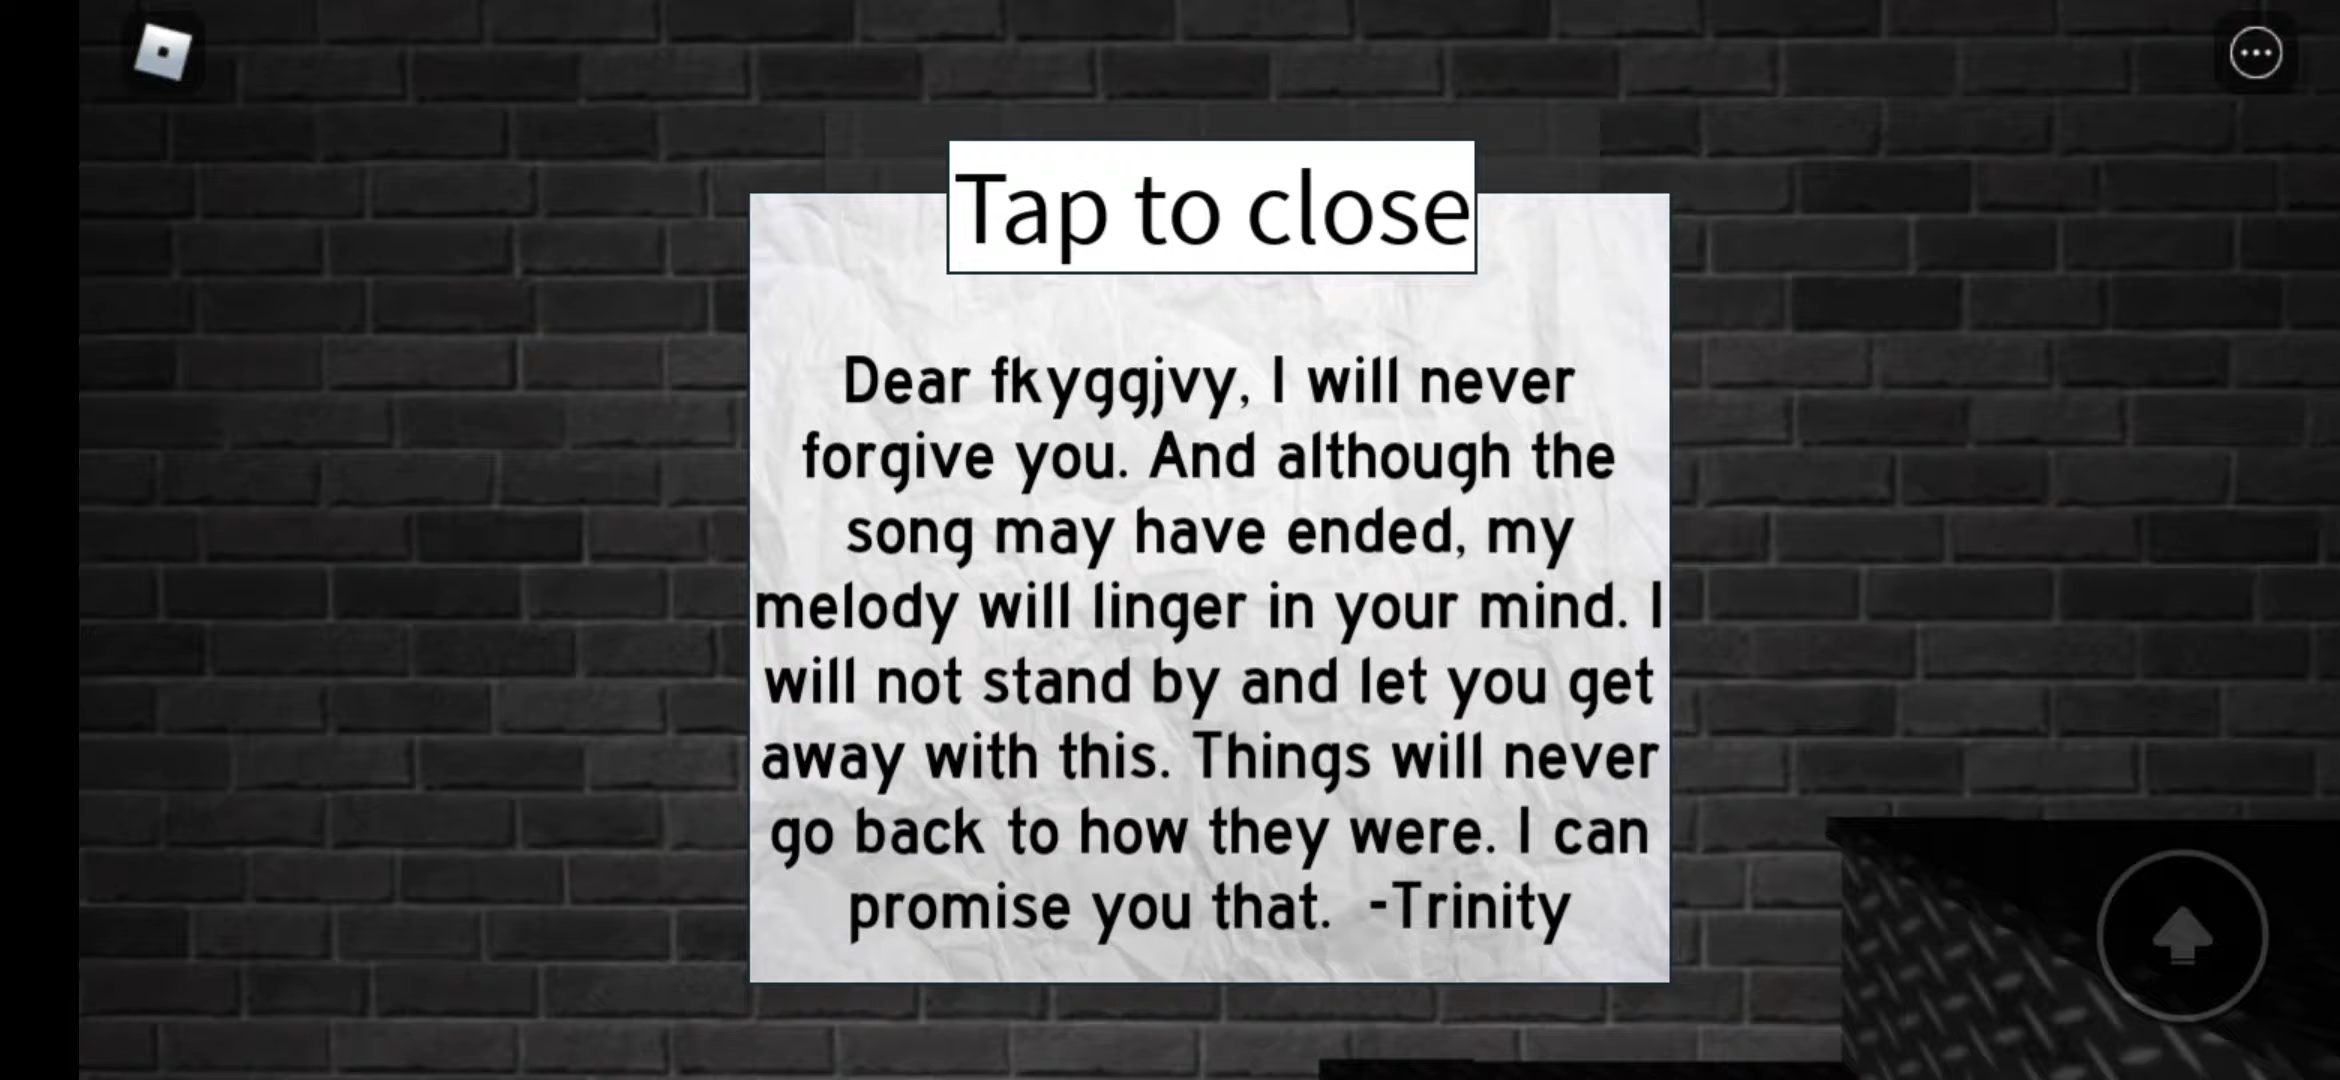 Tap to close
Dear fkyggjvy, I will never
forgive you. And although the
song may have ended, my
melody will linger in your mind. I
will not stand by and let you get
away with this. Things will never
go back to how they were. I can
promise you that.  -Trinity